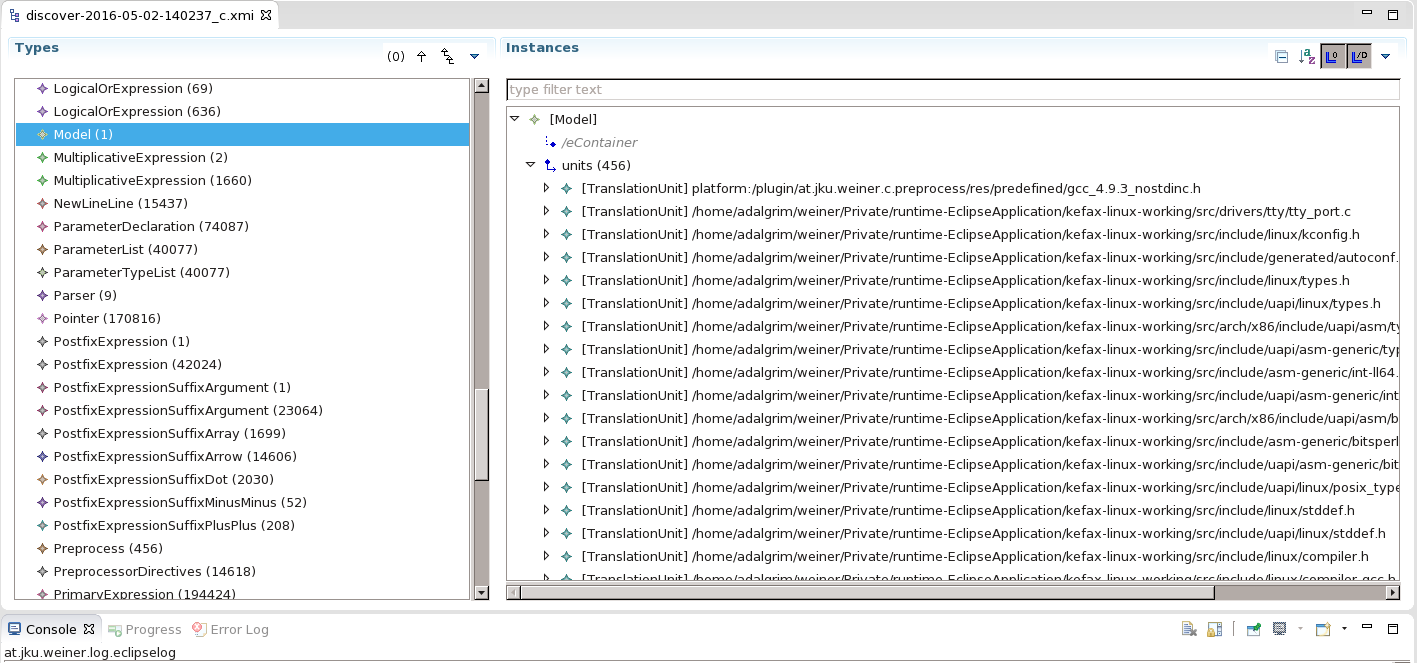 discover-2016-05-02-140237_c.xmi
Types
(0)
LogicalOrExpression (69)
LogicalOrExpression (636)
Model (1)
MultiplicativeExpression (2)
MultiplicativeExpression (1660)
NewLineLine (15437)
ParameterDeclaration (74087)
ParameterList (40077)
ParameterTypeList (40077)
Parser (9)
Pointer (170816)
PostfixExpression (1)
PostfixExpression (42024)
PostfixExpressionSuffixArgument (1)
PostfixExpressionSuffixArgument (23064)
PostfixExpressionSuffixArray (1699)
PostfixExpressionSuffixArrow (14606)
PostfixExpressionSuffixDot (2030)
PostfixExpressionSuffixMinusMinus (52)
PostfixExpressionSuffixPlusPlus (208)
Preprocess (456)
PreprocessorDirectives (14618)
PrimaryExpression (194424)
Instances
type filter text
[Model]
/eContainer
units (456)
[TranslationUnit] platform:/plugin/at.jku.weiner.c.preprocess/res/predefined/gcc_4.9.3_nostdinc.h
[TranslationUnit] /home/adalgrim/weiner/Private/runtime-EclipseApplication/kefax-linux-working/src/drivers/tty/tty_port.c
[TranslationUnit] /home/adalgrim/weiner/Private/runtime-EclipseApplication/kefax-linux-working/src/include/linux/kconfig.h
[TranslationUnit] /home/adalgrim/weiner/Private/runtime-EclipseApplication/kefax-linux-working/src/include/generated/autoconf.
[TranslationUnit] /home/adalgrim/weiner/Private/runtime-EclipseApplication/kefax-linux-working/src/include/linux/types.h
[TranslationUnit] /home/adalgrim/weiner/Private/runtime-EclipseApplication/kefax-linux-working/src/include/uapi/linux/types.h
[TranslationUnit] /home/adalgrim/weiner/Private/runtime-EclipseApplication/kefax-linux-working/src/arch/x86/include/uapi/asm/ty
[TranslationUnit] /home/adalgrim/weiner/Private/runtime-EclipseApplication/kefax-linux-working/src/include/uapi/asm-generic/typ
[TranslationUnit] /home/adalgrim/weiner/Private/runtime-EclipseApplication/kefax-linux-working/src/include/asm-generic/int-ll64.
[TranslationUnit] /home/adalgrim/weiner/Private/runtime-EclipseApplication/kefax-linux-working/src/include/uapi/asm-generic/int
[TranslationUnit] /home/adalgrim/weiner/Private/runtime-EclipseApplication/kefax-linux-working/src/arch/x86/include/uapi/asm/b
[TranslationUnit] /home/adalgrim/weiner/Private/runtime-EclipseApplication/kefax-linux-working/src/include/asm-generic/bitsperl
[TranslationUnit] /home/adalgrim/weiner/Private/runtime-EclipseApplication/kefax-linux-working/src/include/uapi/asm-generic/bit
[TranslationUnit] /home/adalgrim/weiner/Private/runtime-EclipseApplication/kefax-linux-working/src/include/uapi/linux/posix_type
[TranslationUnit] /home/adalgrim/weiner/Private/runtime-EclipseApplication/kefax-linux-working/src/include/linux/stddef.h
[TranslationUnit] /home/adalgrim/weiner/Private/runtime-EclipseApplication/kefax-linux-working/src/include/uapi/linux/stddef.h
[TranslationUnit] /home/adalgrim/weiner/Private/runtime-EclipseApplication/kefax-linux-working/src/include/linux/compiler.h
[TranslationUnit] /home/adalgrim/weiner/Private/runtime-EclipseApplication/kefax-linux-working/src/include/linux/compiler-gcc.h
Console Progress Error Log
at.jku.weiner.log.eclipselog